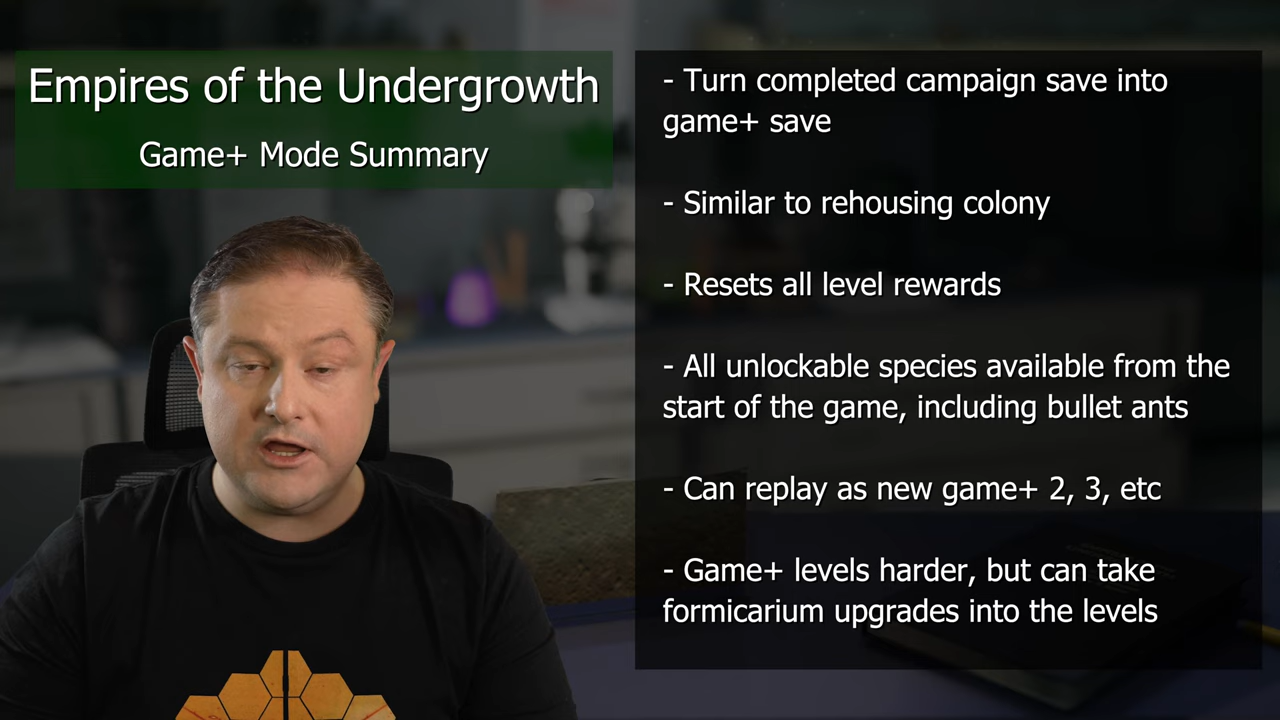 Empires of the Undergrowth
Game+ Mode Summary
- Turn completed campaign save into
game+ save
- Similar to rehousing colony
- Resets all level rewards
- All unlockable species available from the
start of the game, including bullet ants
- Can replay as new game+ 2, 3, etc
- Game+ levels harder, but can take
formicarium upgrades into the levels